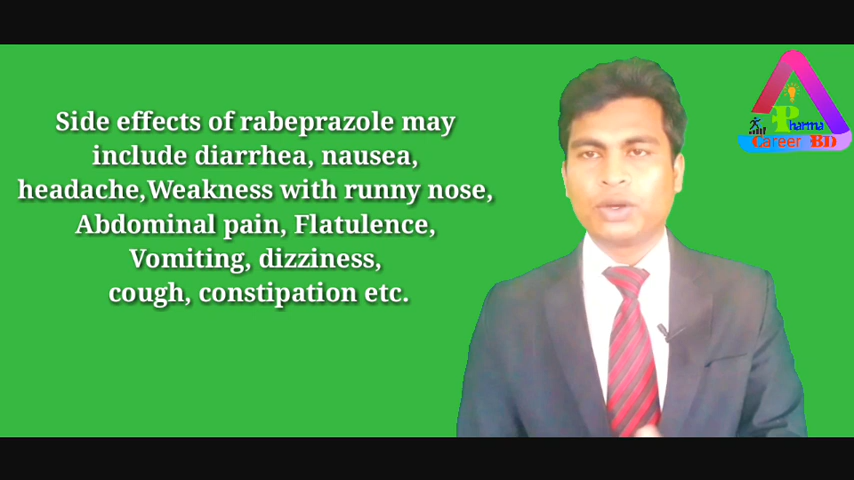 Side effects of rabeprazole may
include diarrhea, nausea,
headache,Weakness with runny nose,
Abdominal pain, Flatulence,
Vomiting, dizziness,
cough, constipation etc.
Pharma
Career BD